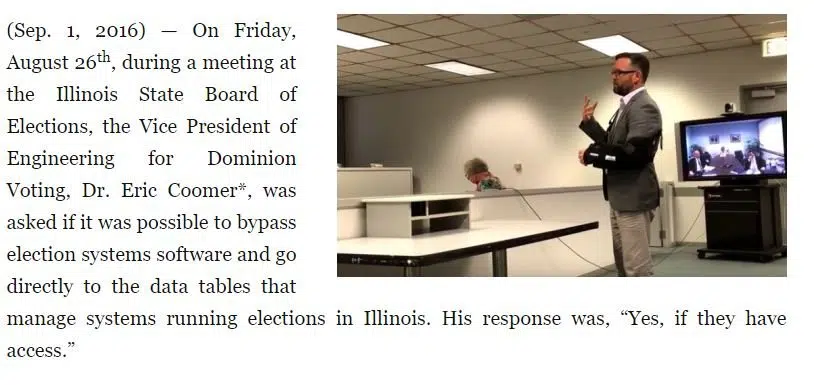 (Sep. 1, 2016) — On Friday,
August 26th, during a meeting at
the Illinois State Board of
Elections, the Vice President of
Engineering for Dominion
Voting, Dr. Eric Coomer*, was
asked if it was possible to bypass
election systems software and go
directly to the data tables that
manage systems running elections in Illinois. His response was, “Yes, if they have
access.”